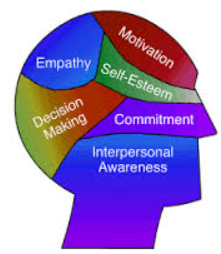 Motivation
Empathy
Self-Esteem
Decision
Making
Commitment
Interpersonal
Awareness